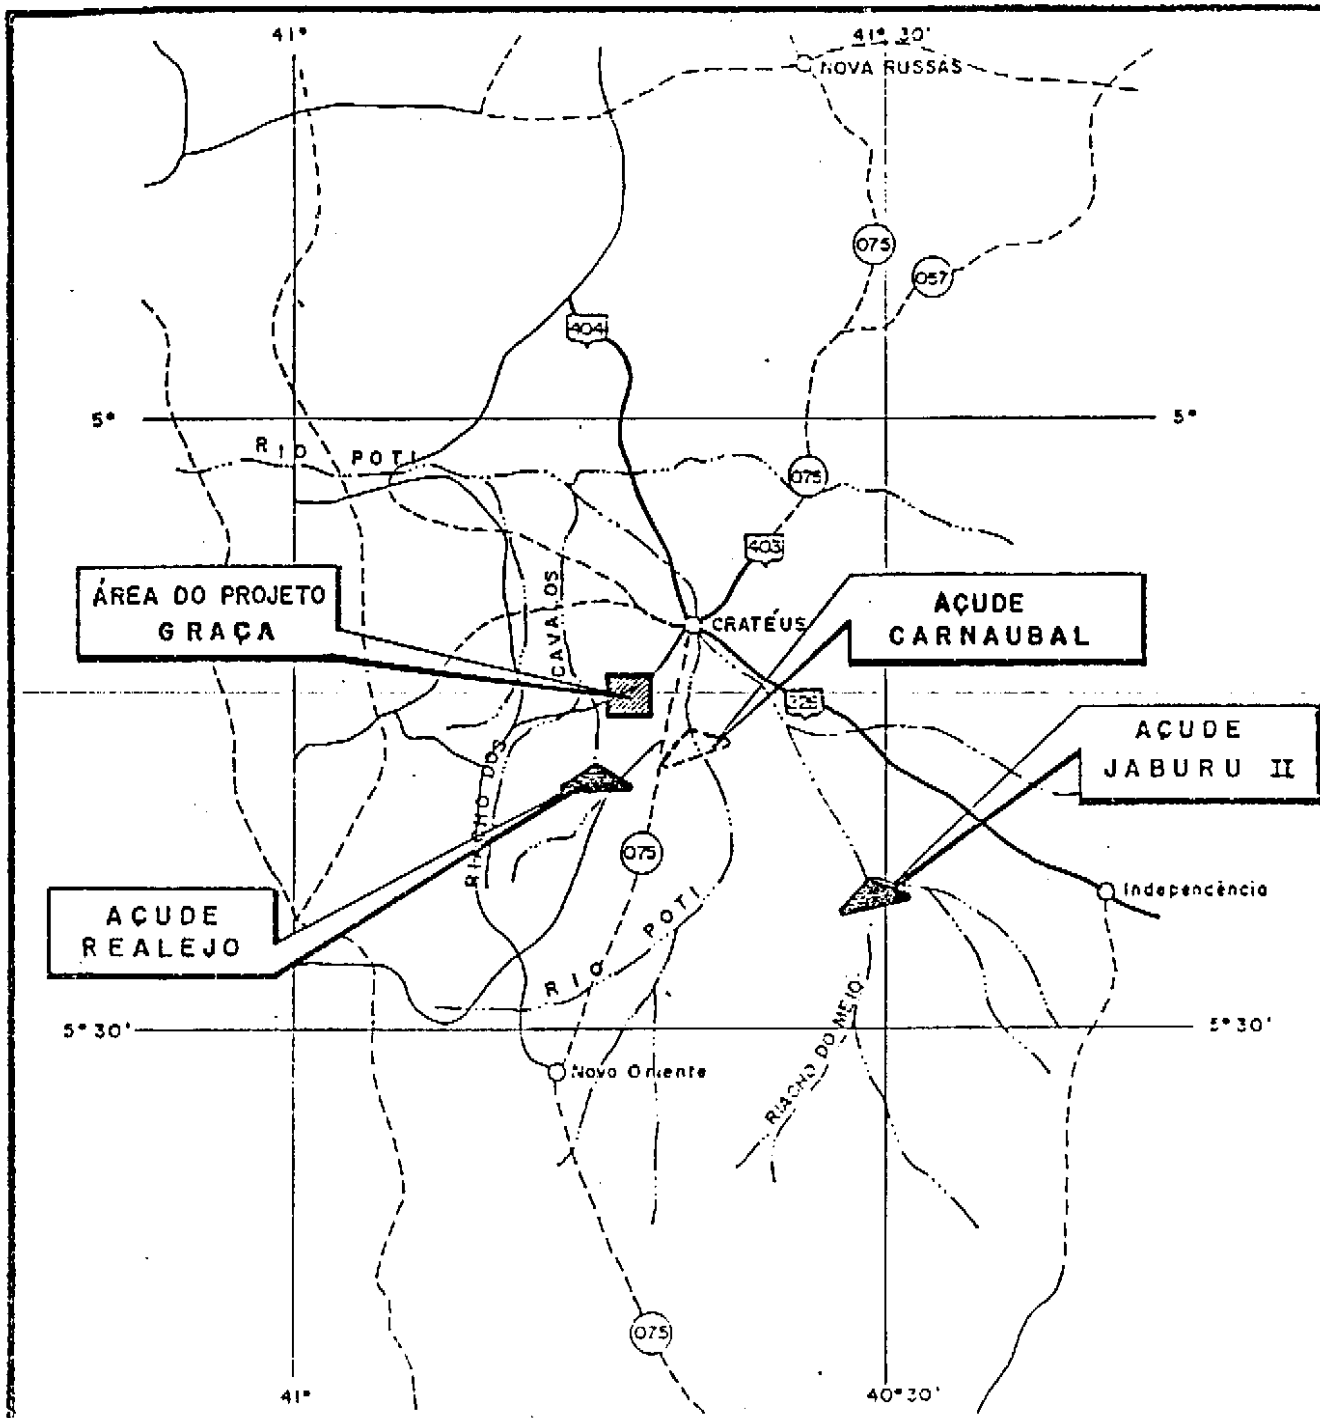 41°
41° 30'
NOVA RUSSAS
075
057
404
5°
5°
RIO POTI
075
403
ÁREA DO PROJETO
GRAÇA
AÇUDE
CARNAUBAL
CRATÉUS
RIACHO DOS CAVALOS
AÇUDE
JABURU II
075
Independência
AÇUDE
REALEJO
RIO POTI
RIACHO DO MEIO
5° 30'
5° 30'
Novo Oriente
075
41°
40° 30'